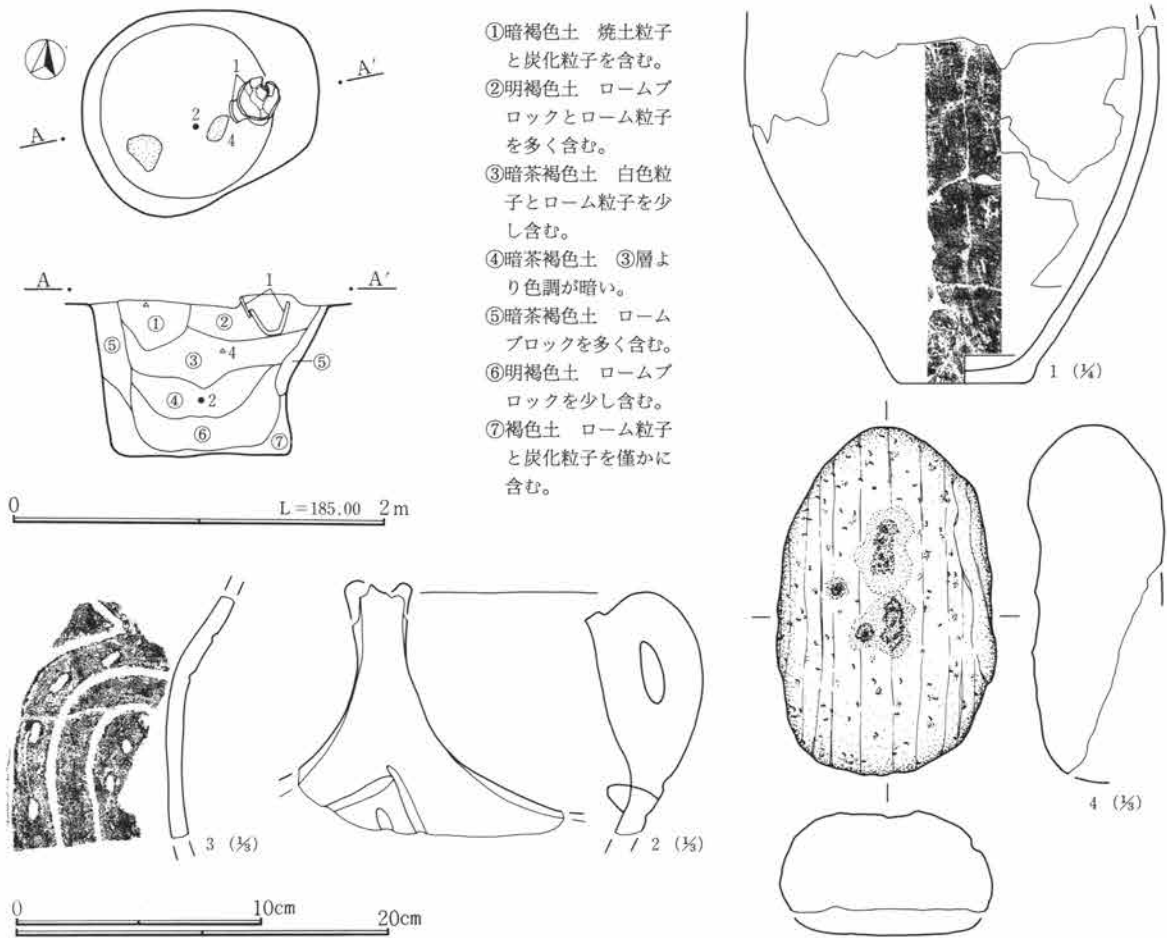 1
A'
A
2
4
A
1
A'
①
②
⑤
③
4
⑤
④
2
⑥
⑦
0
L=185.00
2m
①暗褐色土 焼土粒子
と炭化粒子を含む。
②明褐色土 ロームブ
ロックとローム粒子
を多く含む。
③暗茶褐色土 白色粒
子とローム粒子を少
し含む。
④暗茶褐色土 ③層よ
り色調が暗い。
⑤暗茶褐色土 ローム
ブロックを多く含む。
⑥明褐色土 ロームブ
ロックを少し含む。
⑦褐色土 ローム粒子
と炭化粒子を僅かに
含む。
1 (¼)
3 (⅓)
2 (⅓)
4 (⅓)
0
10cm
20cm